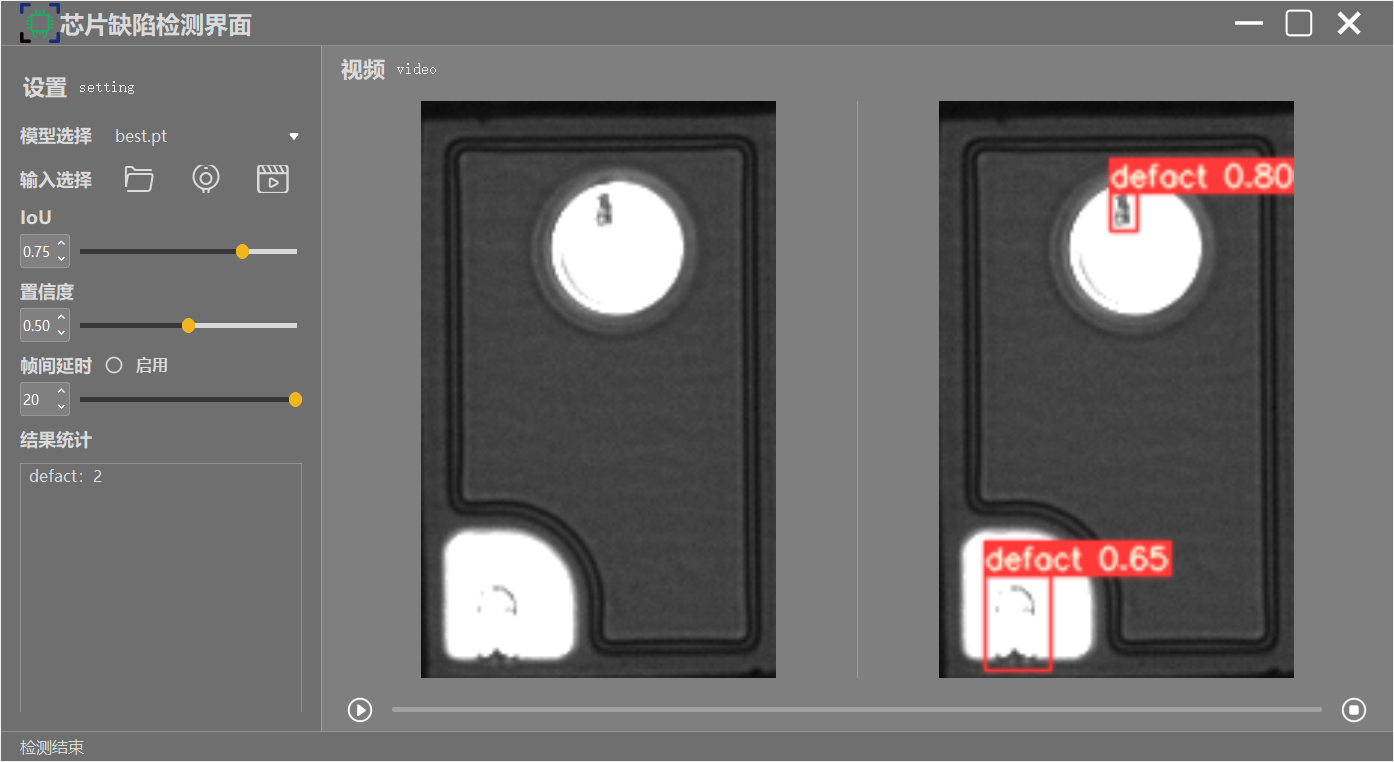 芯片缺陷检测界面
设置 setting
模型选择 best.pt
输入选择
IoU
0.75
置信度
0.50
帧间延时 启用
20
结果统计
defact: 2
视频 video
defact 0.80
defact 0.65
检测结束